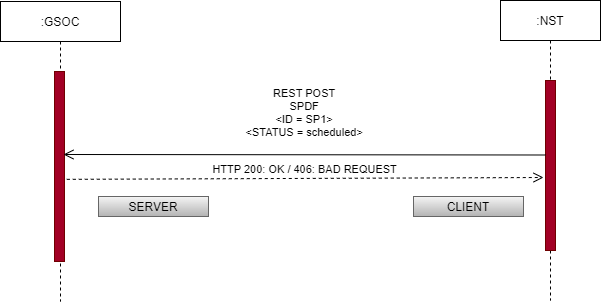 :GSOC
:NST
REST POST
SPDF
<ID = SP1>
<STATUS = scheduled>
HTTP 200: OK / 406: BAD REQUEST
SERVER
CLIENT